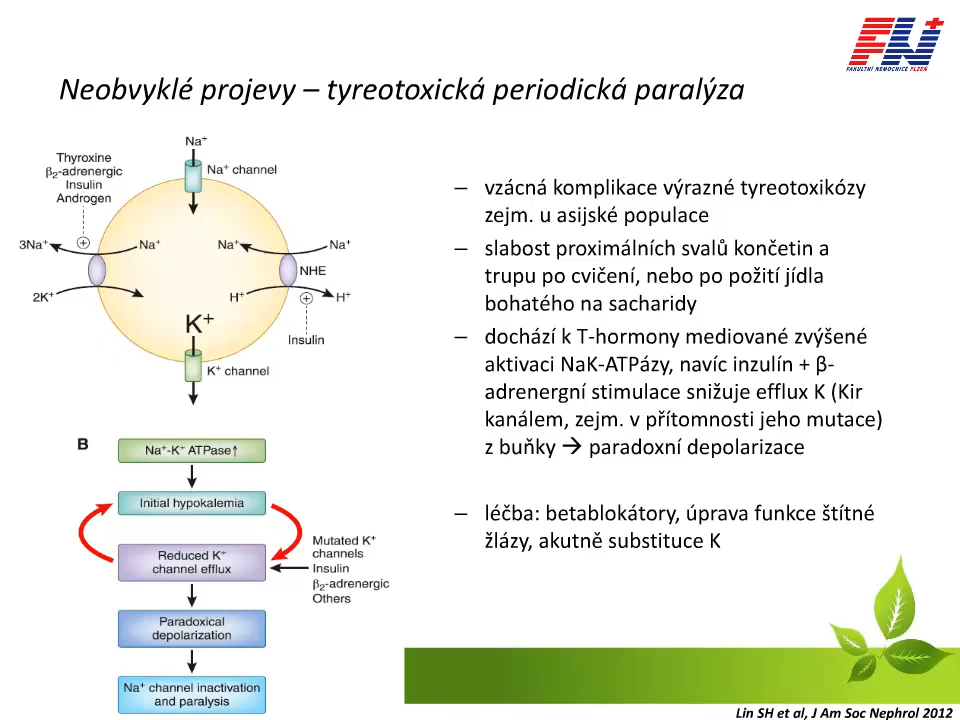 FN
FAKULTNÍ NEMOCNICE PLZEŇ
Neobvyklé projevy – tyreotoxická periodická paralýza
Na⁺
Thyroxine
β₂-adrenergic
Insulin
Androgen
Na⁺ channel
3Na⁺
Na⁺
Na⁺
Na⁺
NHE
2K⁺
H⁺
H⁺
K⁺
Insulin
K⁺ channel
– vzácná komplikace výrazné tyreotoxikózy
zejm. u asijské populace
– slabost proximálních svalů končetin a
trupu po cvičení, nebo po požití jídla
bohatého na sacharidy
– dochází k T-hormony mediované zvýšené
aktivaci NaK-ATPázy, navíc inzulín + β-
adrenergní stimulace snižuje efflux K (Kir
kanálem, zejm. v přítomnosti jeho mutace)
z buňky → paradoxní depolarizace
– léčba: betablokátory, úprava funkce štítné
žlázy, akutně substituce K
B
Na⁺-K⁺ ATPase↑
Initial hypokalemia
Reduced K⁺
channel efflux
Mutated K⁺
channels
Insulin
β₂-adrenergic
Others
Paradoxical
depolarization
Na⁺ channel inactivation
and paralysis
Lin SH et al, J Am Soc Nephrol 2012